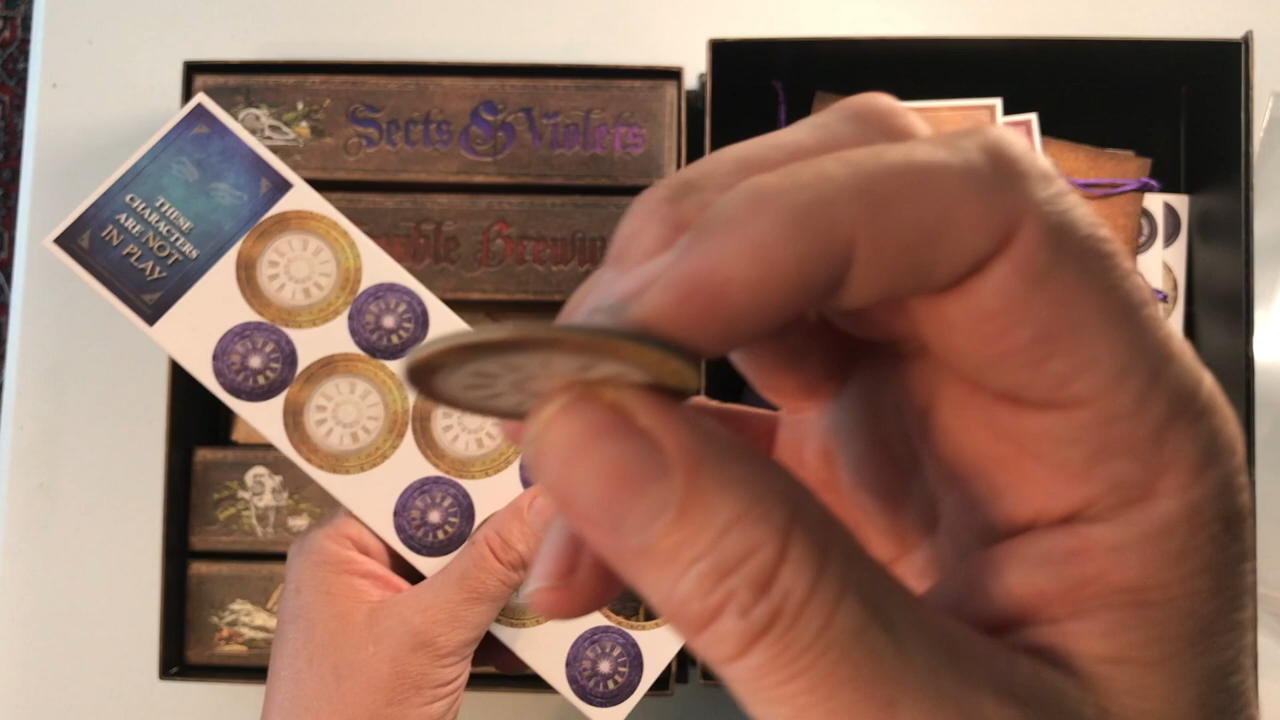 Sects & Violets
THESE
CHARACTERS
ARE NOT
IN PLAY